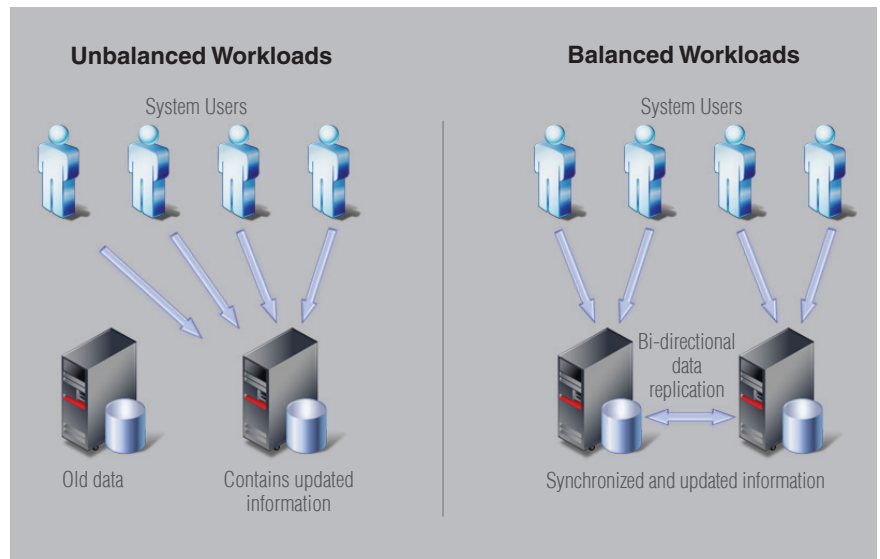 Unbalanced Workloads
System Users
Old data
Contains updated
information
Balanced Workloads
System Users
Bi-directional
data
replication
Synchronized and updated information